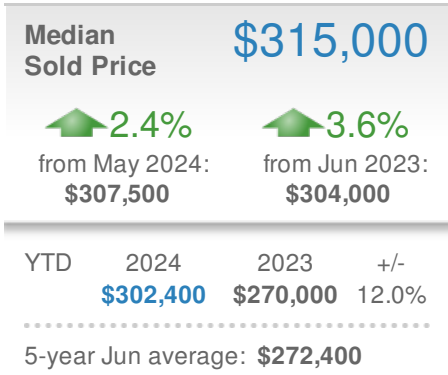 Median
Sold Price
$315,000
2.4%
from May 2024:
$307,500
3.6%
from Jun 2023:
$304,000
YTD 2024 2023 +/-
$302,400 $270,000 12.0%
5-year Jun average: $272,400